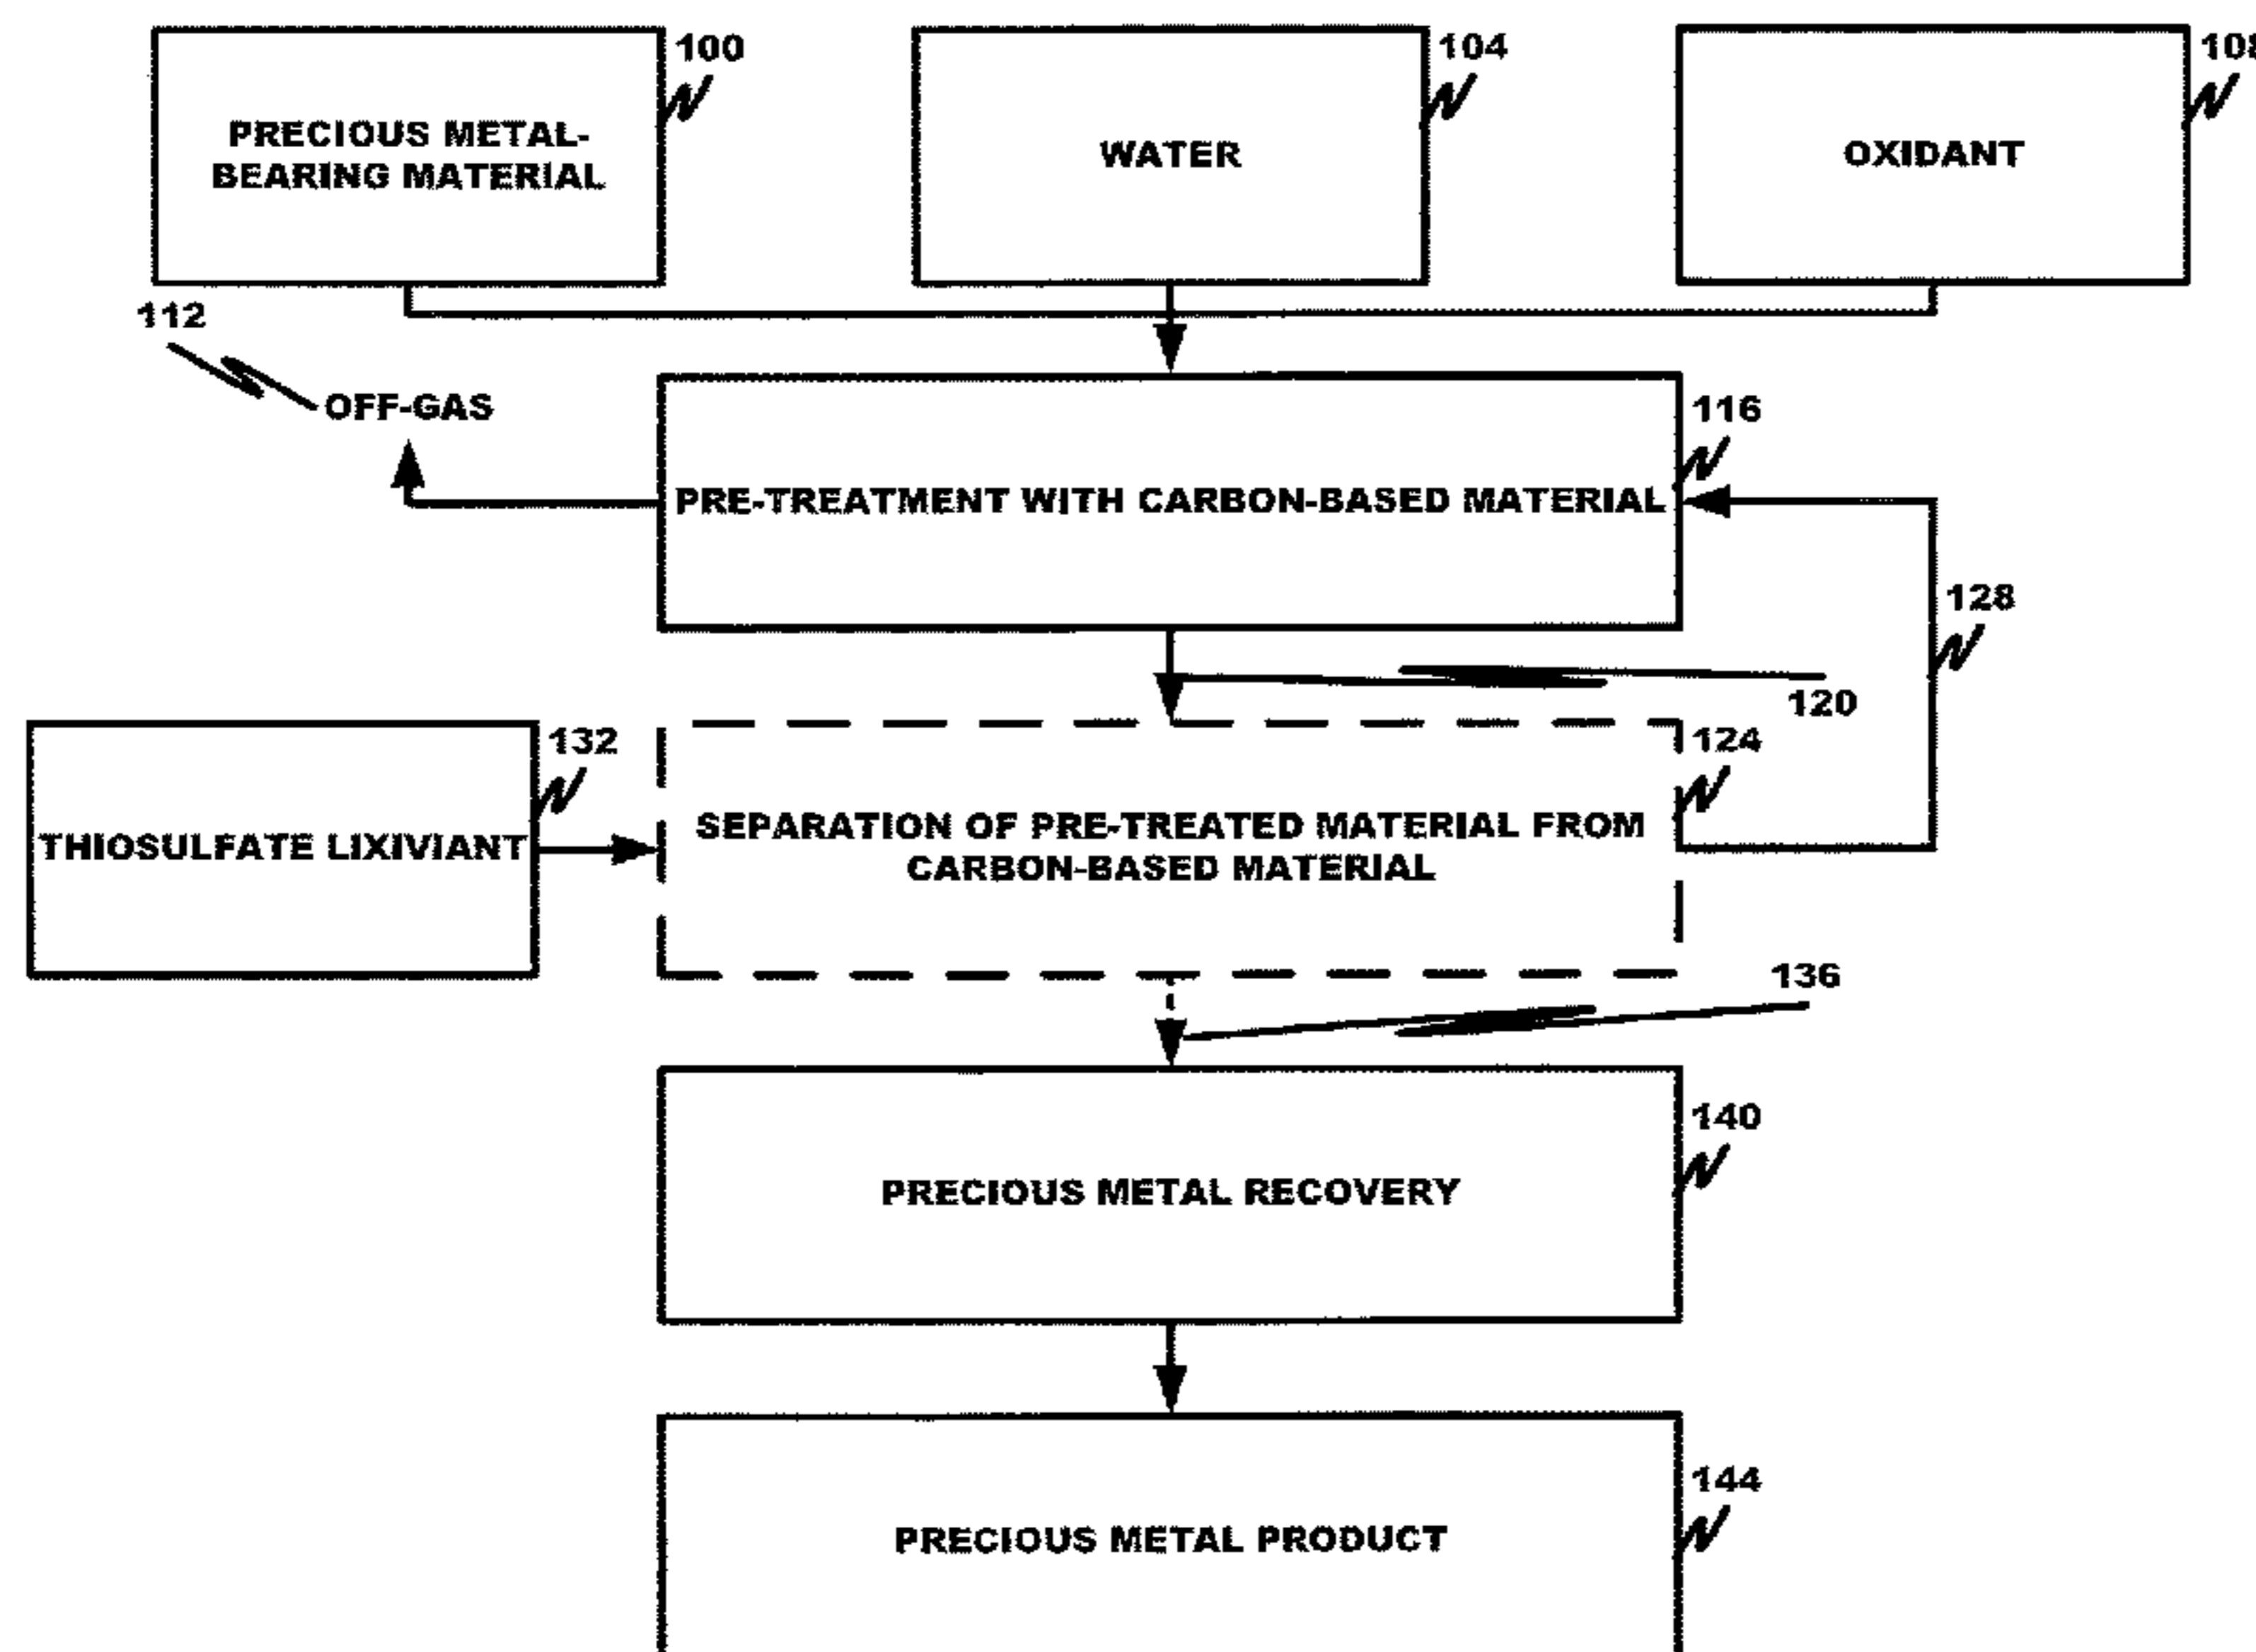 100
104
108
PRECIOUS METAL-
BEARING MATERIAL
WATER
OXIDANT
112
OFF-GAS
116
PRE-TREATMENT WITH CARBON-BASED MATERIAL
128
120
132
124
THIOSULFATE LIXIVIANT
SEPARATION OF PRE-TREATED MATERIAL FROM
CARBON-BASED MATERIAL
136
140
PRECIOUS METAL RECOVERY
144
PRECIOUS METAL PRODUCT